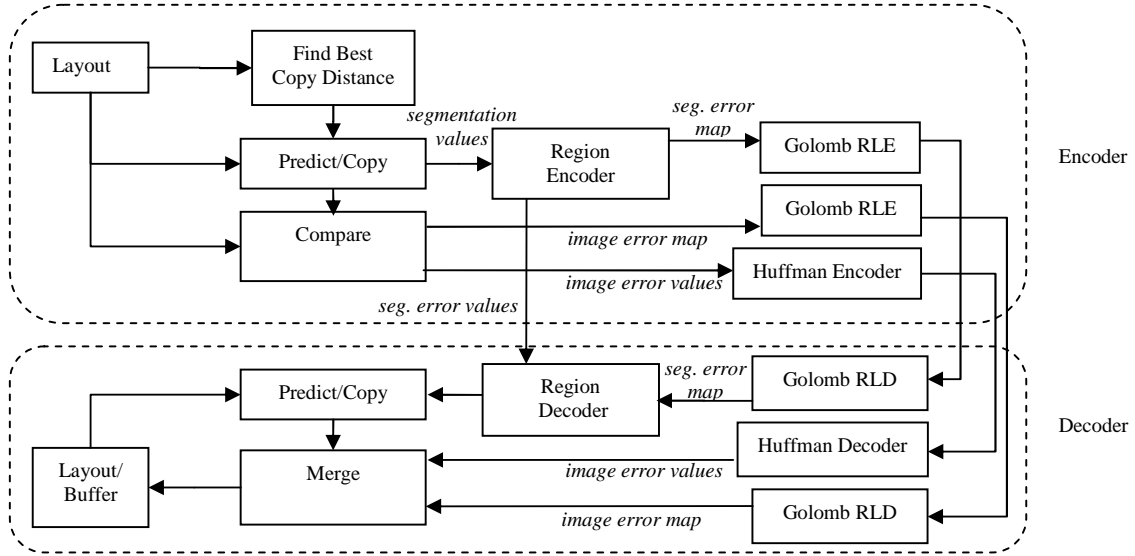 Layout
Find Best
Copy Distance
segmentation
values
seg. error
map
Predict/Copy
Region
Encoder
Golomb RLE
Encoder
Golomb RLE
Compare
image error map
image error values
Huffman Encoder
seg. error values
Predict/Copy
Region
Decoder
seg. error
map
Golomb RLD
Decoder
Layout/
Buffer
Merge
image error values
Huffman Decoder
image error map
Golomb RLD